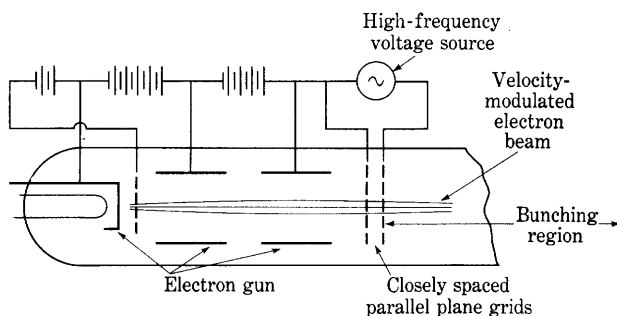 High-frequency
voltage source
Velocity-
modulated
electron
beam
Bunching
region
Electron gun
Closely spaced
parallel plane grids